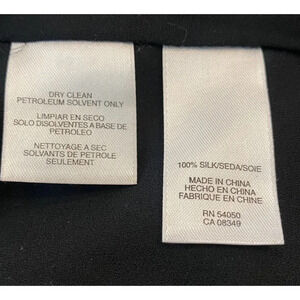 DRY CLEAN
PETROLEUM SOLVENT ONLY
LIMPIAR EN SECO
SOLO DISOLVENTES A BASE DE
PETROLEO
NETTOYAGE A SEC
SOLVANTS DE PETROLE
SEULEMENT
100% SILK/SEDA/SOIE
MADE IN CHINA
HECHO EN CHINA
FABRIQUE EN CHINE
RN 54050
CA 08349